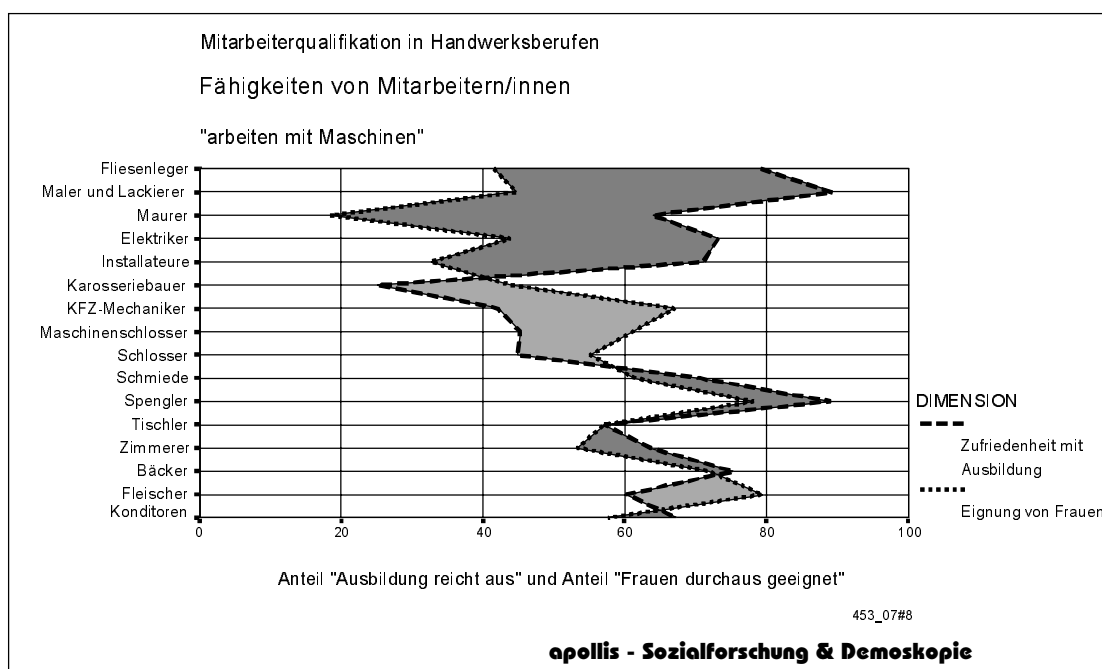 Mitarbeiterqualifikation in Handwerksberufen
Fähigkeiten von Mitarbeitern/innen
"arbeiten mit Maschinen"
Fliesenleger
Maler und Lackierer
Maurer
Elektriker
Installateure
Karosseriebauer
KFZ-Mechaniker
Maschinenschlosser
Schlosser
Schmiede
Spengler
Tischler
Zimmerer
Bäcker
Fleischer
Konditoren
0 20 40 60 80 100
DIMENSION
Zufriedenheit mit
Ausbildung
Eignung von Frauen
Anteil "Ausbildung reicht aus" und Anteil "Frauen durchaus geeignet"
453_07#8
apollis - Sozialforschung & Demoskopie